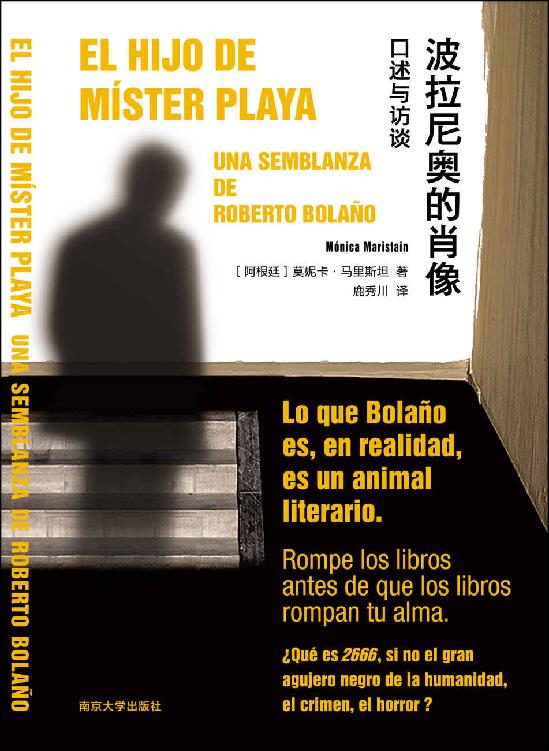 EL HIJO DE MÍSTER PLAYA UNA SEMBLANZA DE ROBERTO BOLAÑO
EL HIJO DE
MÍSTER PLAYA
UNA SEMBLANZA
DE
ROBERTO BOLAÑO
波拉尼奥的肖像
口述与访谈
Mónica Maristain
［阿根廷］莫妮卡·马里斯坦 著
鹿秀川 译
Lo que Bolaño
es, en realidad,
es un animal
literario.
Rompe los libros
antes de que los libros
rompan tu alma.
¿Qué es 2666, si no el gran
agujero negro de la humanidad,
el crimen, el horror ?
南京大学出版社